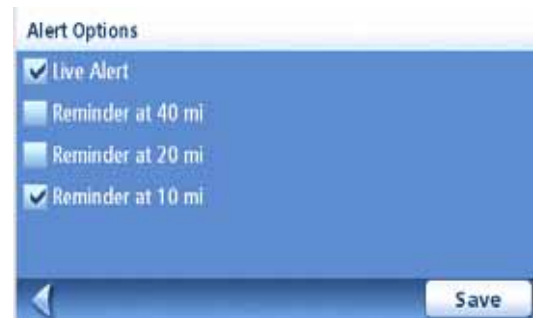 Alert Options
Live Alert
Reminder at 40 mi
Reminder at 20 mi
Reminder at 10 mi
Save